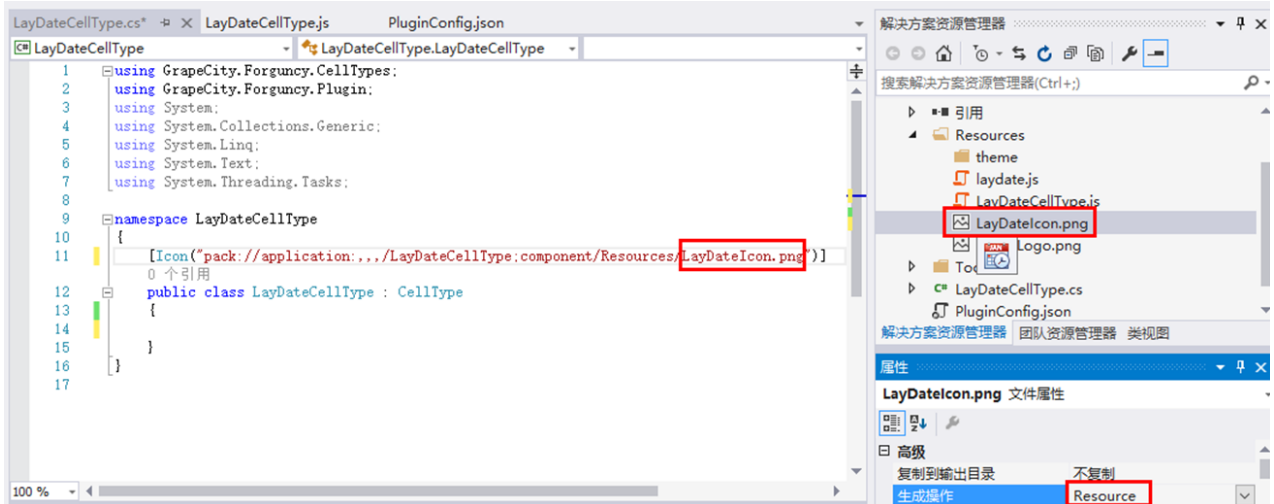 LayDateCellType.cs* LayDateCellType.js PluginConfig.json
LayDateCellType LayDateCellType.LayDateCellType
1 using GrapeCity.Forguncy.CellTypes;
2 using GrapeCity.Forguncy.Plugin;
3 using System;
4 using System.Collections.Generic;
5 using System.Linq;
6 using System.Text;
7 using System.Threading.Tasks;
8
9 namespace LayDateCellType
10 {
11 [Icon("pack://application:,,,/LayDateCellType;component/Resources/LayDateIcon.png")]
0 个引用
12 public class LayDateCellType : CellType
13 {
14
15 }
16 }
17
100 %
解决方案资源管理器
搜索解决方案资源管理器(Ctrl+;)
引用
Resources
theme
laydate.js
LayDateCellType.js
LayDateIcon.png
Logo.png
LayDateCellType.cs
PluginConfig.json
解决方案资源管理器 团队资源管理器 类视图
属性
LayDateIcon.png 文件属性
高级
复制到输出目录 不复制
生成操作 Resource